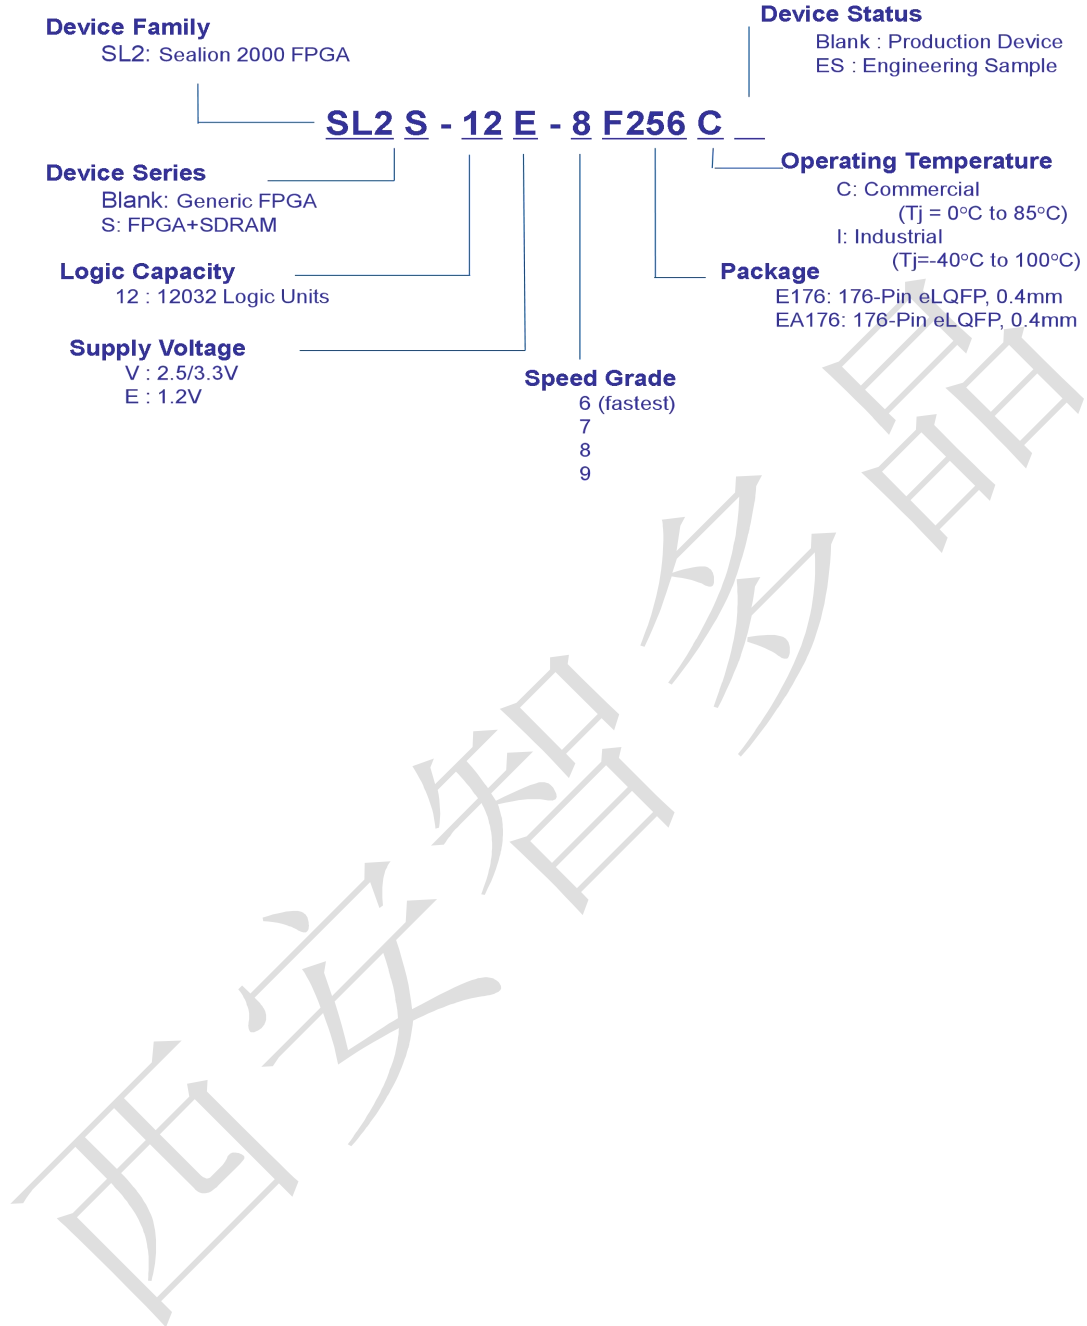 Device Family
SL2: Sealion 2000 FPGA
Device Status
Blank : Production Device
ES : Engineering Sample
SL2 S - 12 E - 8 F256 C
Device Series
Blank: Generic FPGA
S: FPGA+SDRAM
Operating Temperature
C: Commercial
(Tj = 0°C to 85°C)
I: Industrial
(Tj=-40°C to 100°C)
Logic Capacity
12 : 12032 Logic Units
Package
E176: 176-Pin eLQFP, 0.4mm
EA176: 176-Pin eLQFP, 0.4mm
Supply Voltage
V : 2.5/3.3V
E : 1.2V
Speed Grade
6 (fastest)
7
8
9
西安智多晶